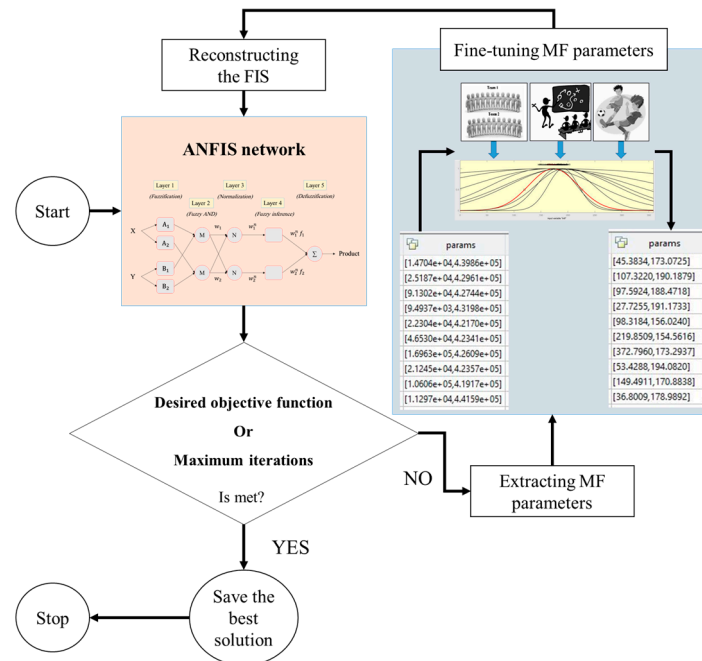 Reconstructing
the FIS
Fine-tuning MF parameters
Team 1
Team 2
ANFIS network
Layer 1
(Fuzzification)
Layer 2
(Fuzzy AND)
Layer 3
(Normalization)
Layer 4
(Fuzzy inference)
Layer 5
(Defuzzification)
X
Y
A1
A2
B1
B2
M
M
w1
w2
N
N
Σ
Product
Start
params
[1.4704e+04,4.3986e+05]
[2.5187e+04,4.2961e+05]
[9.1302e+04,4.2744e+05]
[9.4937e+03,4.3198e+05]
[2.2304e+04,4.2170e+05]
[4.6530e+04,4.2341e+05]
[1.6963e+05,4.2609e+05]
[2.1245e+04,4.2357e+05]
[1.0606e+05,4.1917e+05]
[1.1297e+04,4.4159e+05]
params
[45.3834,173.0725]
[107.3220,190.1879]
[97.5924,188.4718]
[27.7255,191.1733]
[98.3184,156.0240]
[219.8509,154.5616]
[372.7960,173.2937]
[53.4288,194.0820]
[149.4911,170.8838]
[36.8009,178.9892]
Desired objective function
Or
Maximum iterations
Is met?
NO
Extracting MF
parameters
YES
Save the
best
solution
Stop